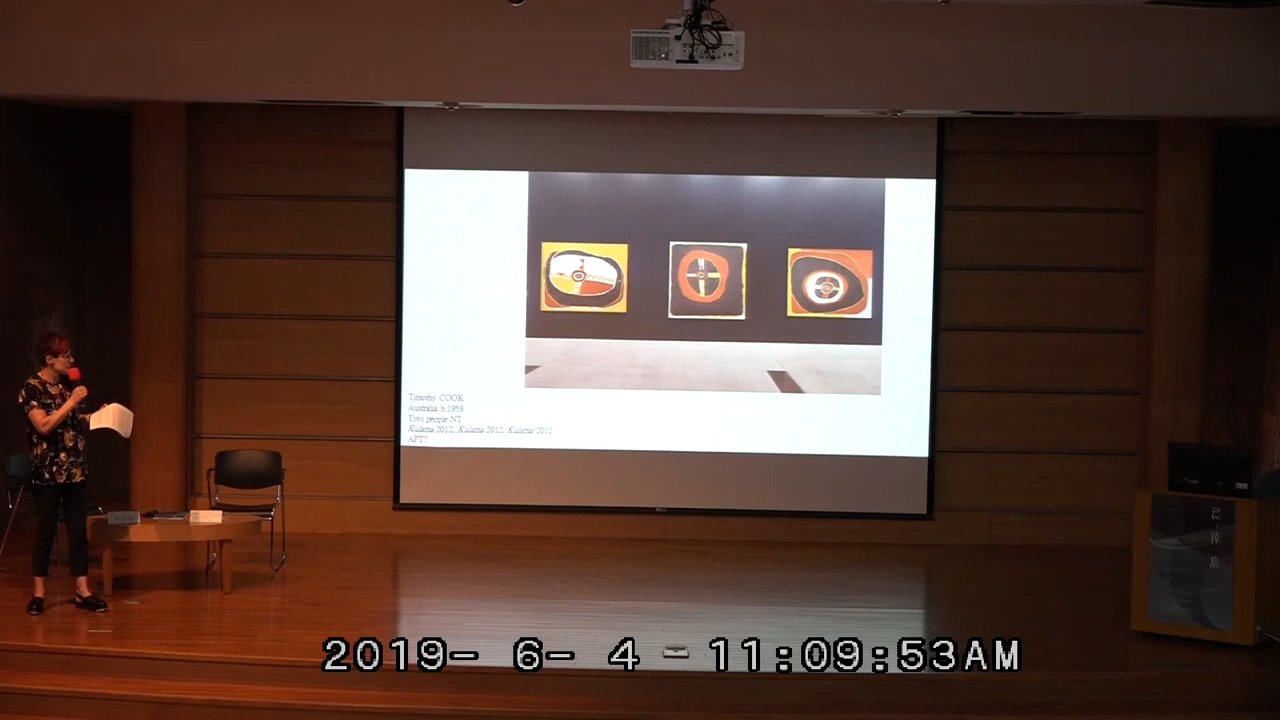 Timothy COOK
Australia b.1958
Tiwi people NT
Kulama 2012, Kulama 2012, Kulama 2012
APT7
2019- 6- 4 - 11:09:53AM